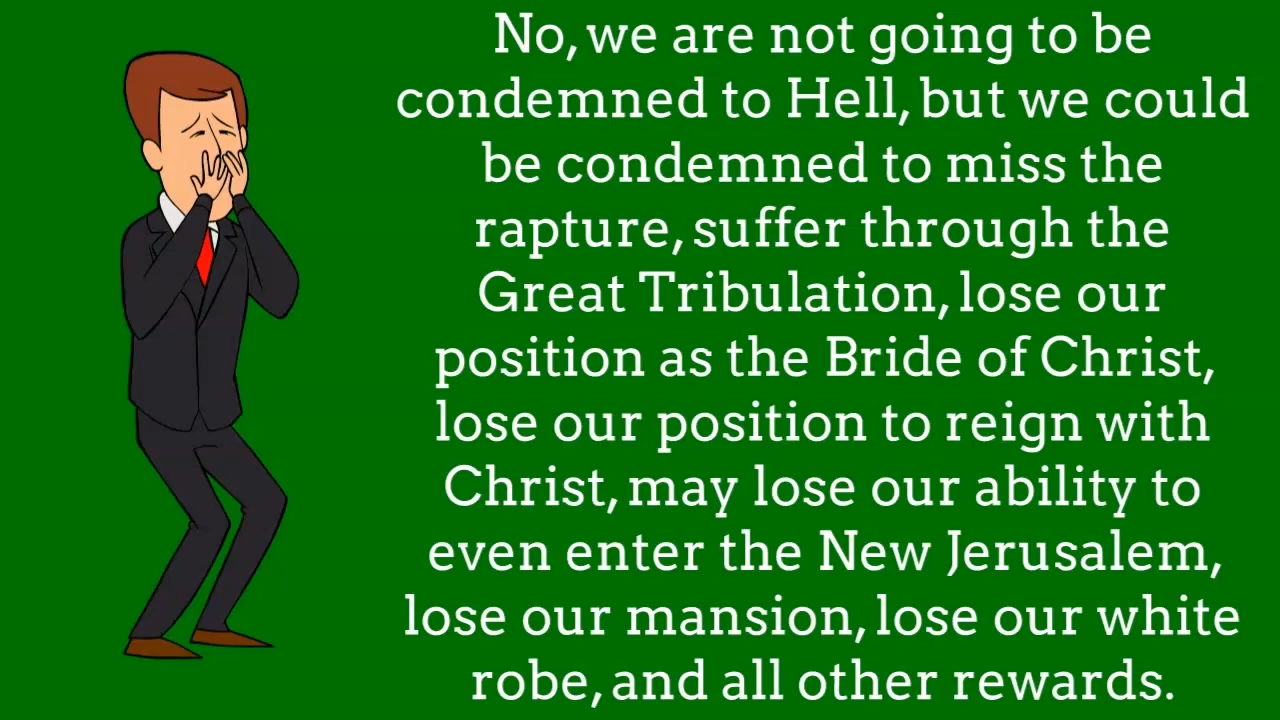 No, we are not going to be
condemned to Hell, but we could
be condemned to miss the
rapture, suffer through the
Great Tribulation, lose our
position as the Bride of Christ,
lose our position to reign with
Christ, may lose our ability to
even enter the New Jerusalem,
lose our mansion, lose our white
robe, and all other rewards.